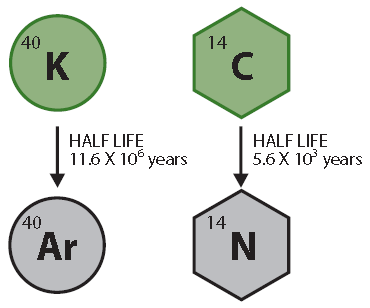 40
K
14
C
HALF LIFE
11.6 X 10⁶ years
HALF LIFE
5.6 X 10³ years
40
Ar
14
N